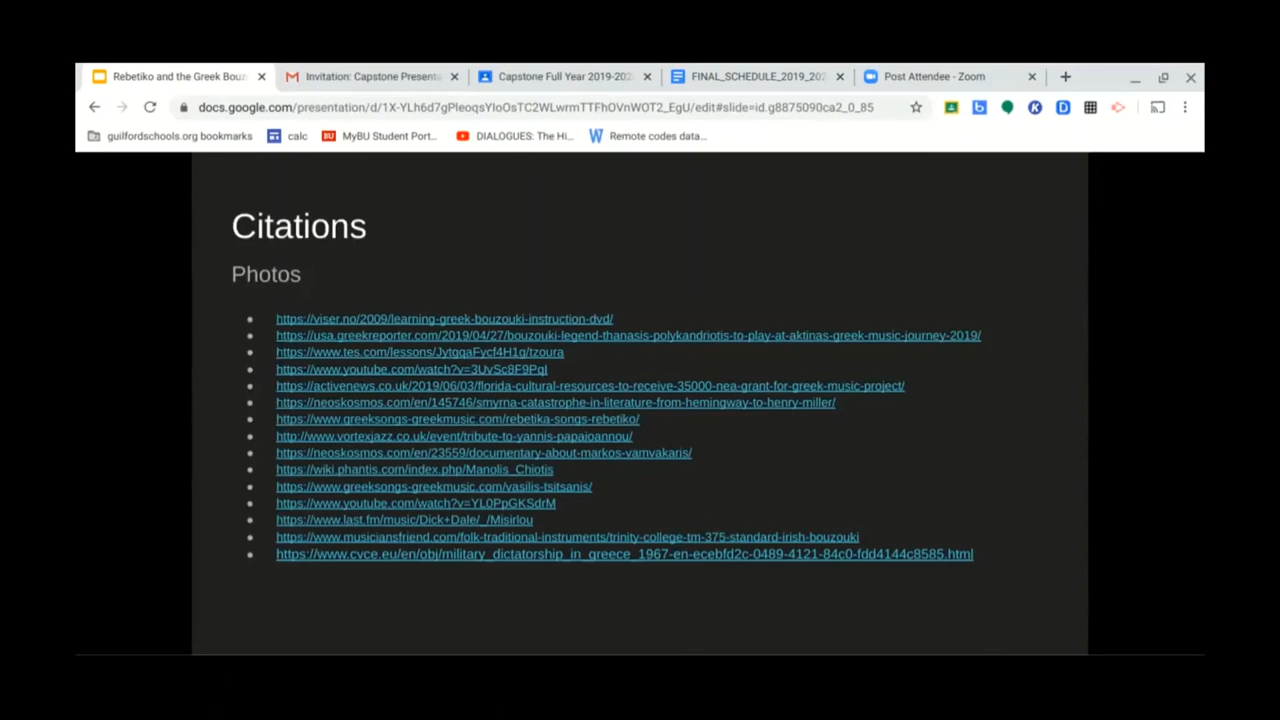 Rebetiko and the Greek Bouz
Invitation: Capstone Presenta
Capstone Full Year 2019-202
FINAL_SCHEDULE_2019_202
Post Attendee - Zoom
docs.google.com/presentation/d/1X-YLh6d7gPleoqsYIoOsTC2WLwrmTTFhOVnWOT2_EgU/edit#slide=id.g8875090ca2_0_85
guilfordschools.org bookmarks
calc
MyBU Student Port...
DIALOGUES: The Hi...
Remote codes data...
Citations
Photos
https://viser.no/2009/learning-greek-bouzouki-instruction-dvd/
https://usa.greekreporter.com/2019/04/27/bouzouki-legend-thanasis-polykandriotis-to-play-at-aktinas-greek-music-journey-2019/
https://www.tes.com/lessons/JytgqaFycf4H1g/tzoura
https://www.youtube.com/watch?v=3UvSc8F9PqI
https://activenews.co.uk/2019/06/03/florida-cultural-resources-to-receive-35000-nea-grant-for-greek-music-project/
https://neoskosmos.com/en/145746/smyrna-catastrophe-in-literature-from-hemingway-to-henry-miller/
https://www.greeksongs-greekmusic.com/rebetika-songs-rebetiko/
http://www.vortexjazz.co.uk/event/tribute-to-yannis-papaioannou/
https://neoskosmos.com/en/23559/documentary-about-markos-vamvakaris/
https://wiki.phantis.com/index.php/Manolis_Chiotis
https://www.greeksongs-greekmusic.com/vasilis-tsitsanis/
https://www.youtube.com/watch?v=YL0PpGKSdrM
https://www.last.fm/music/Dick+Dale/_/Misirlou
https://www.musiciansfriend.com/folk-traditional-instruments/trinity-college-tm-375-standard-irish-bouzouki
https://www.cvce.eu/en/obj/military_dictatorship_in_greece_1967-en-ecebfd2c-0489-4121-84c0-fdd4144c8585.html